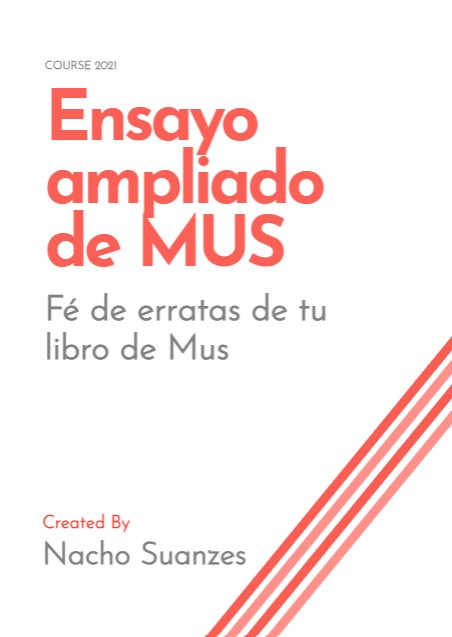 COURSE 2021
Ensayo
ampliado
de MUS
Fé de erratas de tu
libro de Mus
Created By
Nacho Suanzes